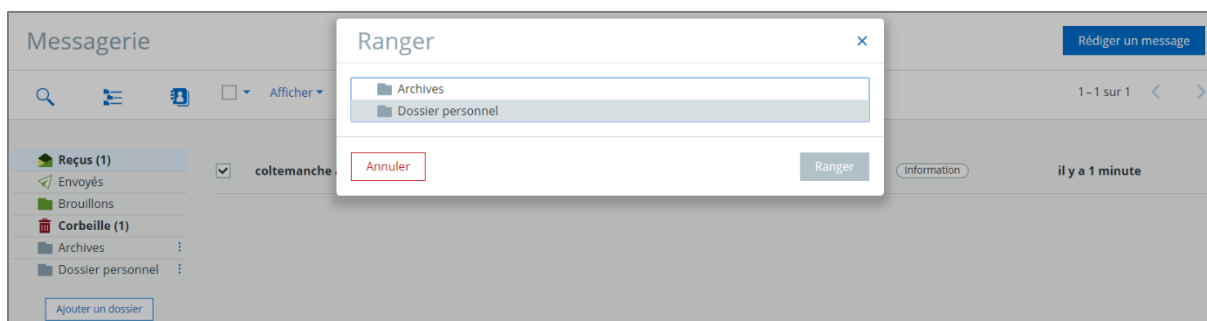 Messagerie
Ranger
Rédiger un message
Afficher
Archives
Dossier personnel
1 – 1 sur 1
Reçus (1)
Envoyés
Brouillons
Corbeille (1)
Archives
Dossier personnel
Ajouter un dossier
coltemanche
Annuler
Ranger
Information
il y a 1 minute